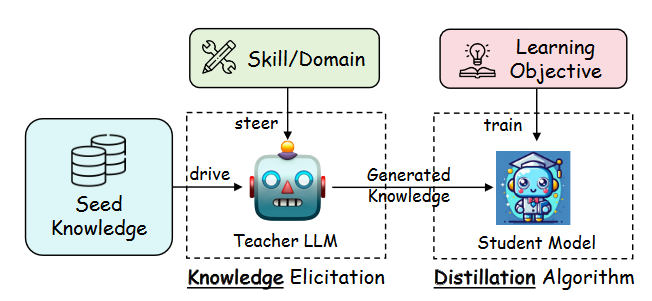 Skill/Domain
Learning
Objective
steer
train
Seed
Knowledge
drive
Generated
Knowledge
Teacher LLM
Student Model
Knowledge Elicitation
Distillation Algorithm